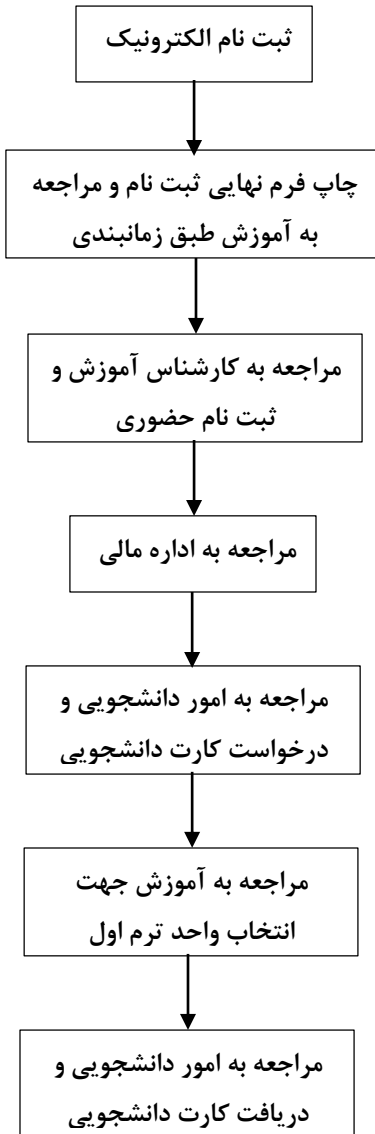 ثبت نام الکترونیک
چاپ فرم نهایی ثبت نام و مراجعه
به آموزش طبق زمانبندی
مراجعه به کارشناس آموزش و
ثبت نام حضوری
مراجعه به اداره مالی
مراجعه به امور دانشجویی و
درخواست کارت دانشجویی
مراجعه به آموزش جهت
انتخاب واحد ترم اول
مراجعه به امور دانشجویی و
دریافت کارت دانشجویی